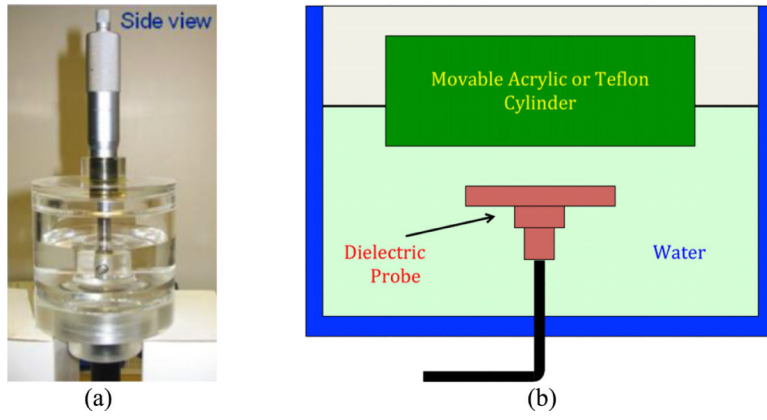 Side view
Movable Acrylic or Teflon
Cylinder
Dielectric
Probe
Water
(a)
(b)